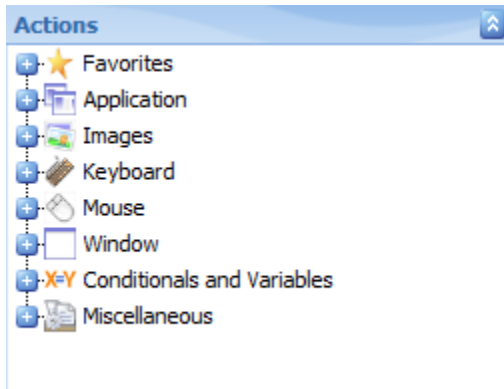 Actions
Favorites
Application
Images
Keyboard
Mouse
Window
X=Y Conditionals and Variables
Miscellaneous